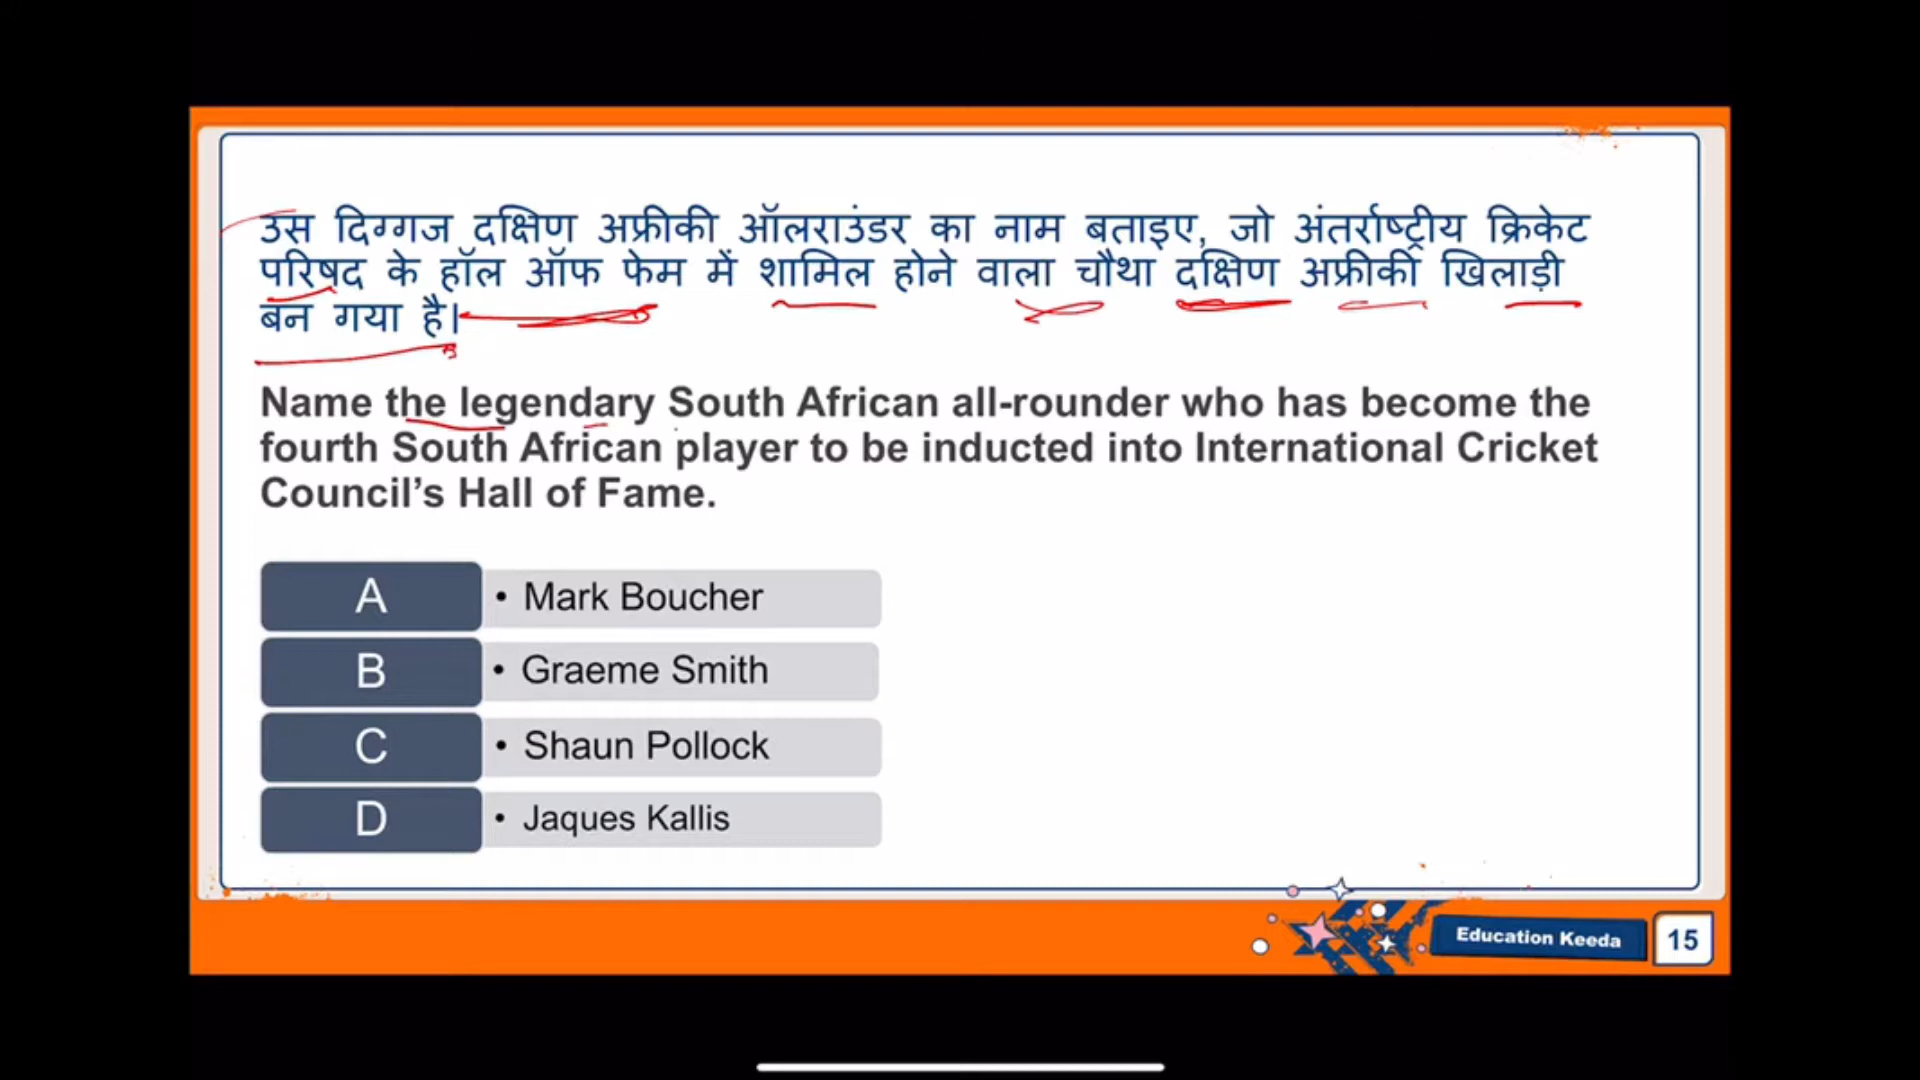 उस दिग्गज दक्षिण अफ्रीकी ऑलराउंडर का नाम बताइए, जो अंतर्राष्ट्रीय क्रिकेट
परिषद के हॉल ऑफ फेम में शामिल होने वाला चौथा दक्षिण अफ्रीकी खिलाड़ी
बन गया है।
Name the legendary South African all-rounder who has become the
fourth South African player to be inducted into International Cricket
Council’s Hall of Fame.
A • Mark Boucher
B • Graeme Smith
C • Shaun Pollock
D • Jaques Kallis
Education Keeda 15